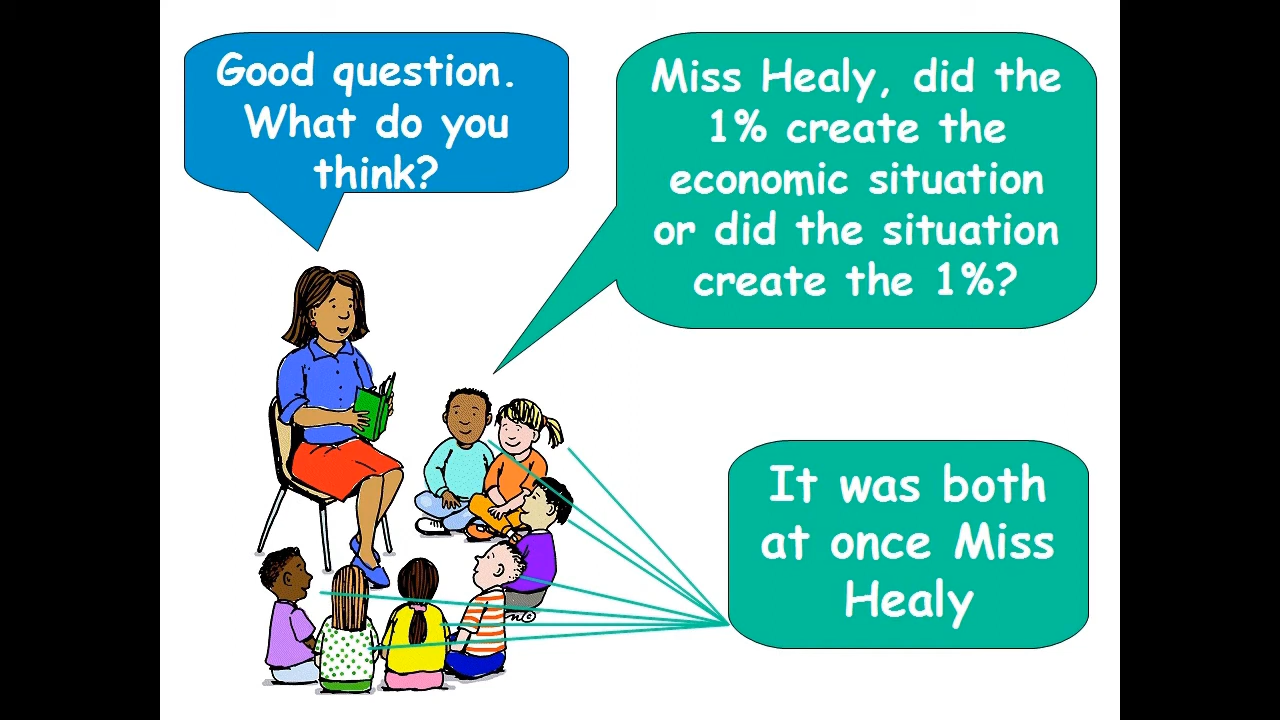 Miss Healy, did the
1% create the
economic situation
or did the situation
create the 1%?
Good question.
What do you
think?
It was both
at once Miss
Healy